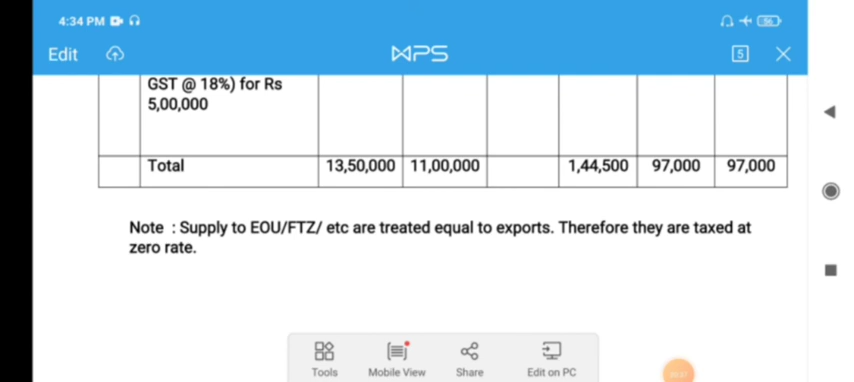 4:34 PM
56
Edit WPS 5
GST @ 18%) for Rs
5,00,000
Total 13,50,000 11,00,000 1,44,500 97,000 97,000
Note : Supply to EOU/FTZ/ etc are treated equal to exports. Therefore they are taxed at
zero rate.
Tools Mobile View Share Edit on PC